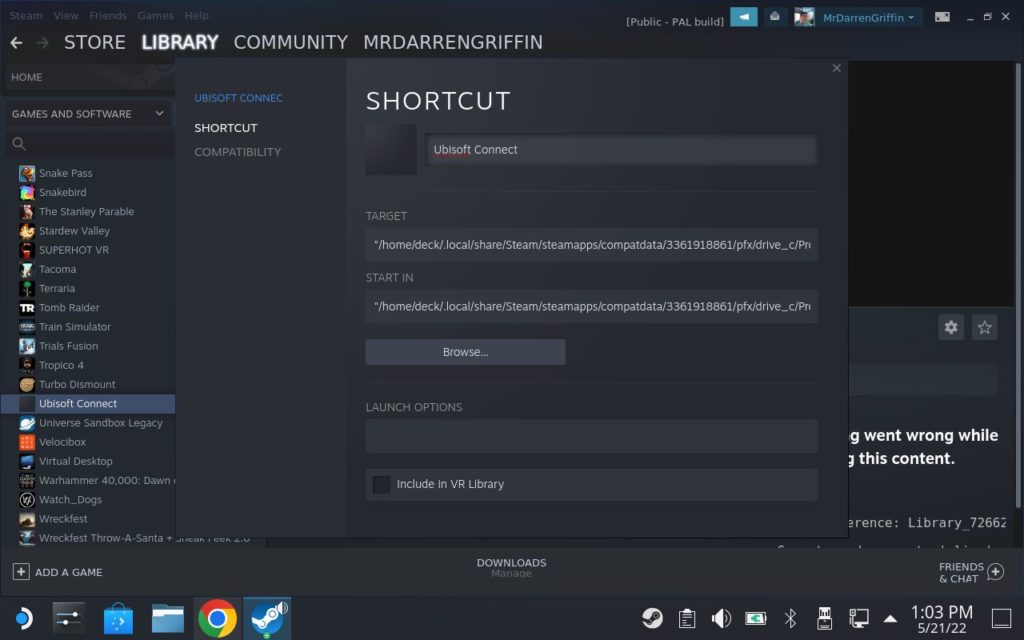 Steam View Friends Games Help
[Public - PAL build]
MrDarrenGriffin
STORE LIBRARY COMMUNITY MRDARRENGRIFFIN
HOME
GAMES AND SOFTWARE
Snake Pass
Snakebird
The Stanley Parable
Stardew Valley
SUPERHOT VR
Tacoma
Terraria
Tomb Raider
Train Simulator
Trials Fusion
Tropico 4
Turbo Dismount
Ubisoft Connect
Universe Sandbox Legacy
Velocibox
Virtual Desktop
Warhammer 40,000: Dawn
Watch_Dogs
Wreckfest
Wreckfest Throw-A-Santa + Sneak Peek 2.0
UBISOFT CONNEC
SHORTCUT
COMPATIBILITY
SHORTCUT
Ubisoft Connect
TARGET
"/home/deck/.local/share/Steam/steamapps/compatdata/3361918861/pfx/drive_c/Pro
START IN
"/home/deck/.local/share/Steam/steamapps/compatdata/3361918861/pfx/drive_c/Pro
Browse...
LAUNCH OPTIONS
Include in VR Library
g went wrong while
g this content.
erence: Library_72662
ADD A GAME
DOWNLOADS
Manage
FRIENDS
& CHAT
1:03 PM
5/21/22